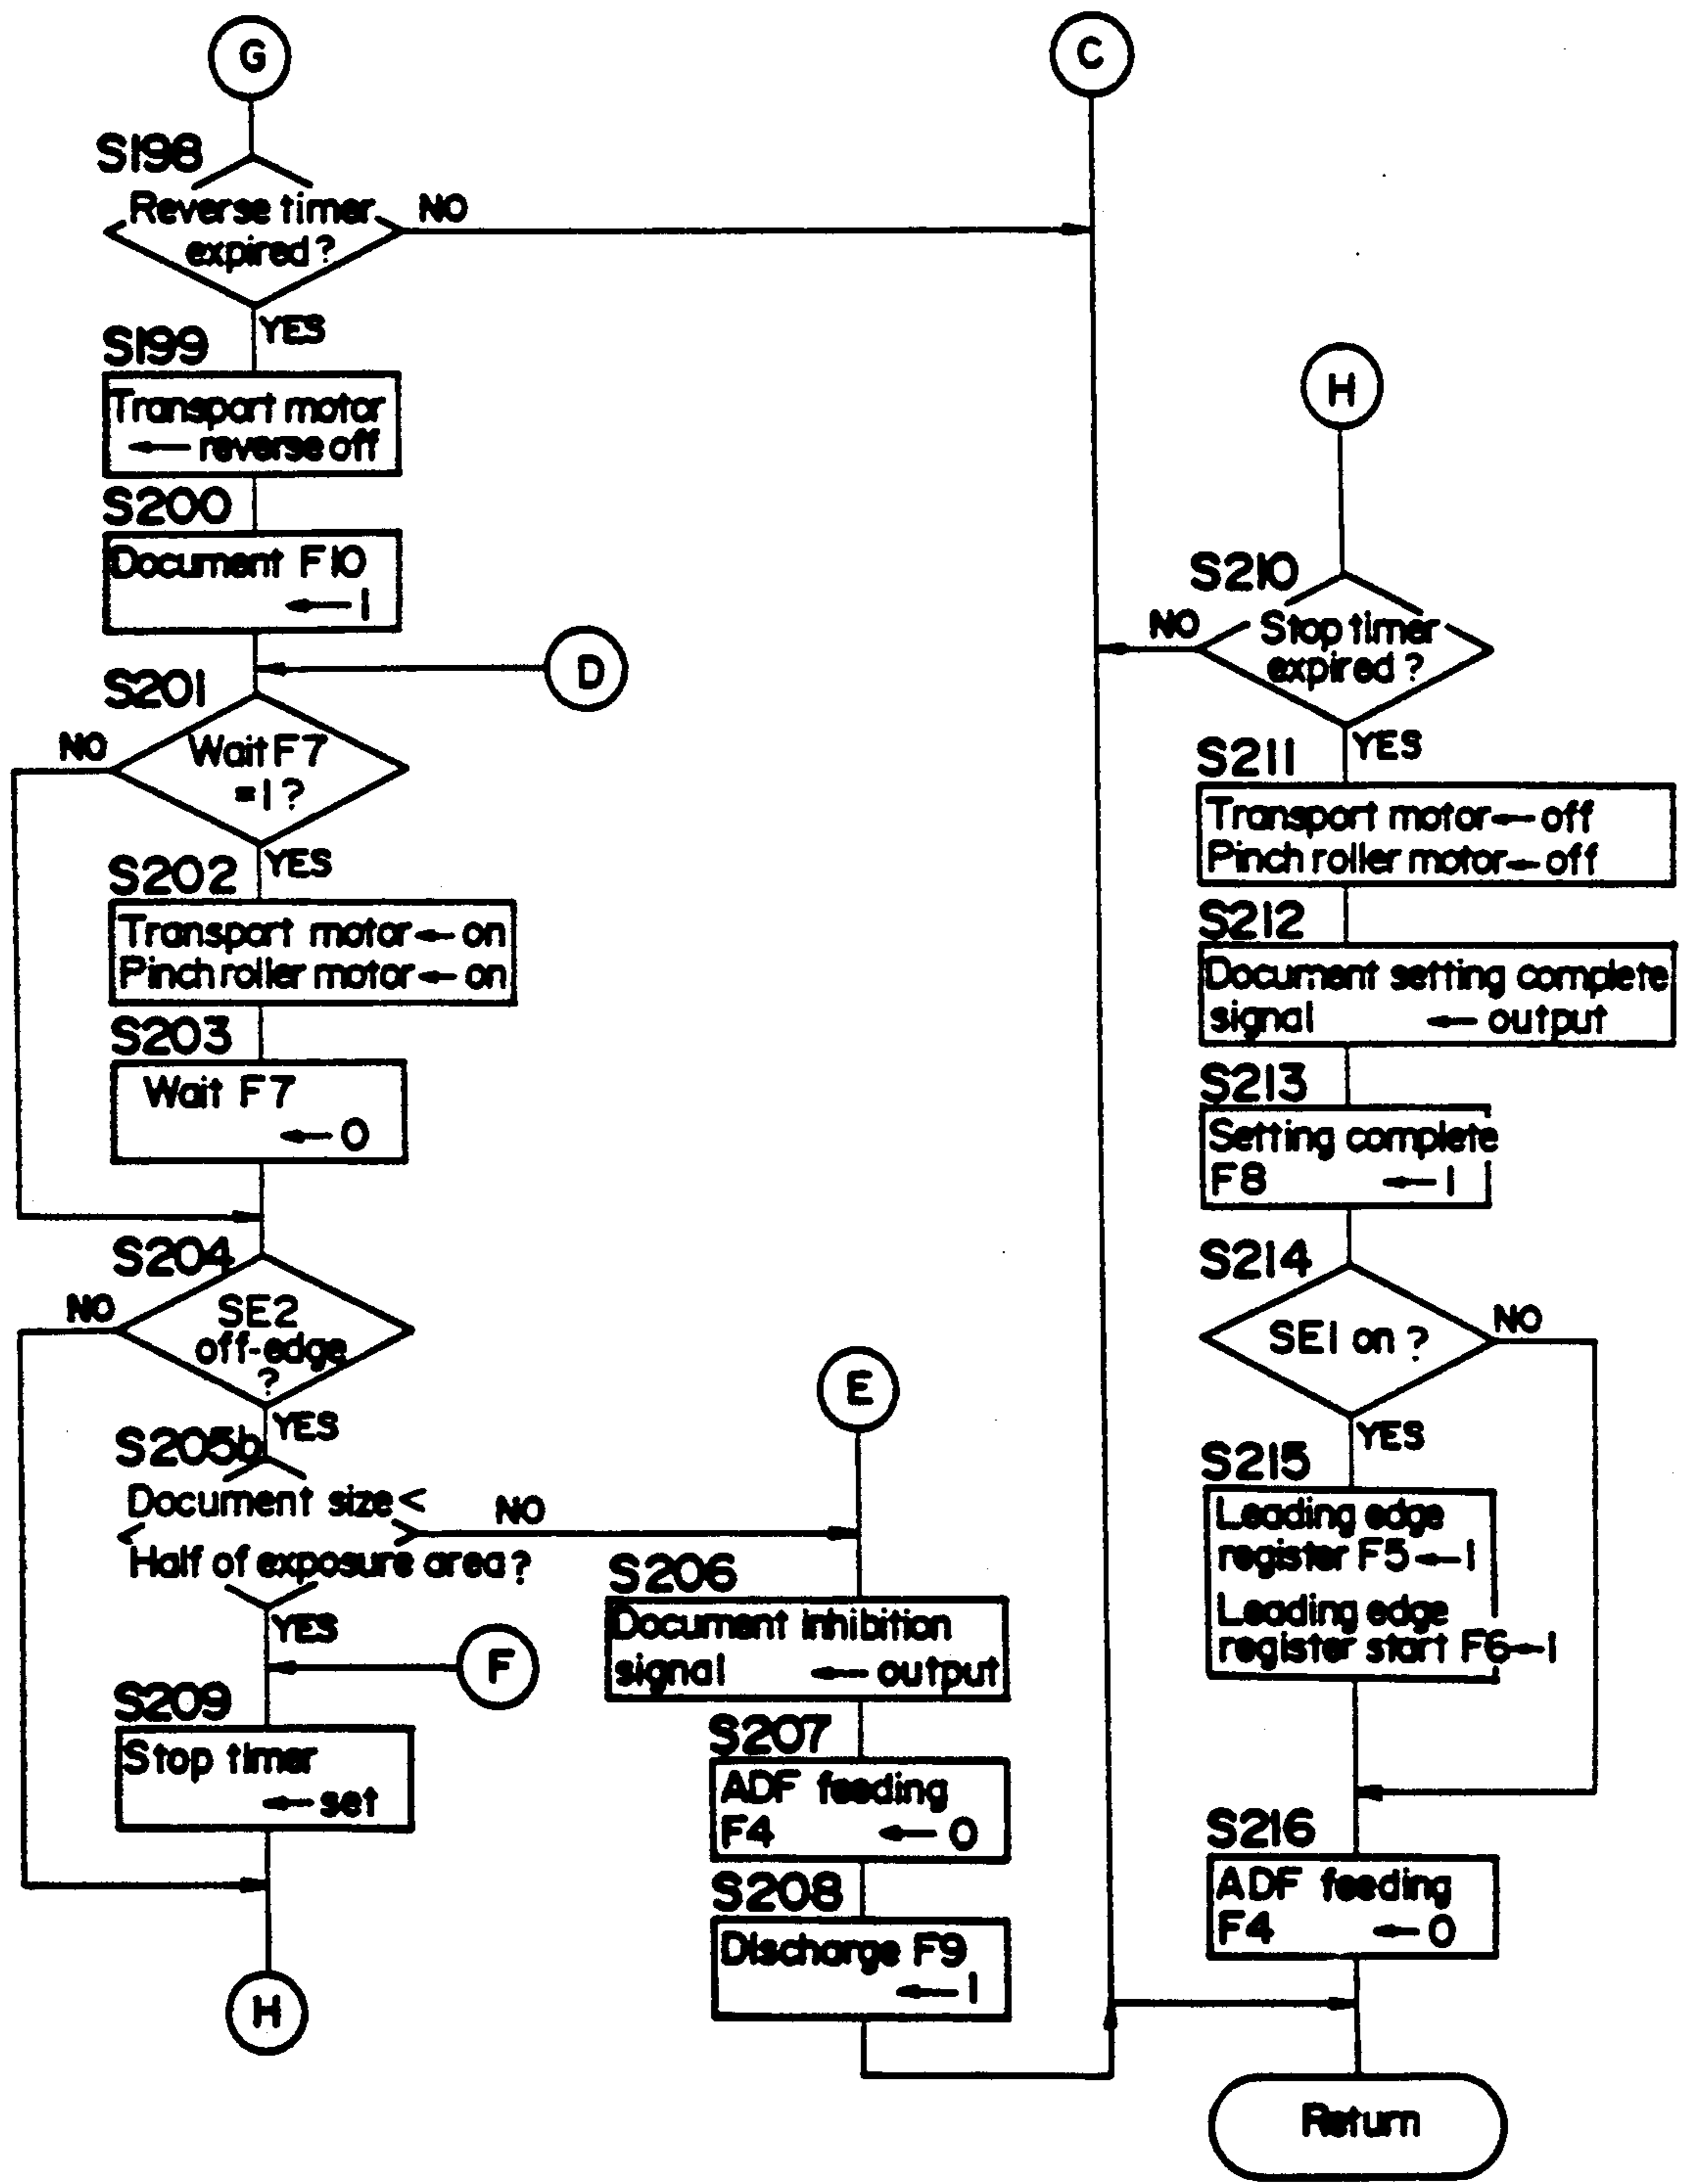 G
S198
Reverse timer
expired?
NO
YES
S199
Transport motor
← reverse off
S200
Document F10
← 1
D
S201
Wait F7
=1?
NO
YES
S202
Transport motor ← on
Pinch roller motor ← on
S203
Wait F7
← 0
S204
SE2
off-edge
?
NO
YES
S205b
Document size <
Half of exposure area?
NO
YES
F
S209
Stop timer
← set
H
E
S206
Document inhibition
signal ← output
S207
ADF feeding
F4 ← 0
S208
Discharge F9
← 1
C
H
S210
Stop timer
expired?
NO
YES
S211
Transport motor ← off
Pinch roller motor ← off
S212
Document setting complete
signal ← output
S213
Setting complete
F8 ← 1
S214
SE1 on ?
NO
YES
S215
Leading edge
register F5 ← 1
Leading edge
register start F6 ← 1
S216
ADF feeding
F4 ← 0
Return